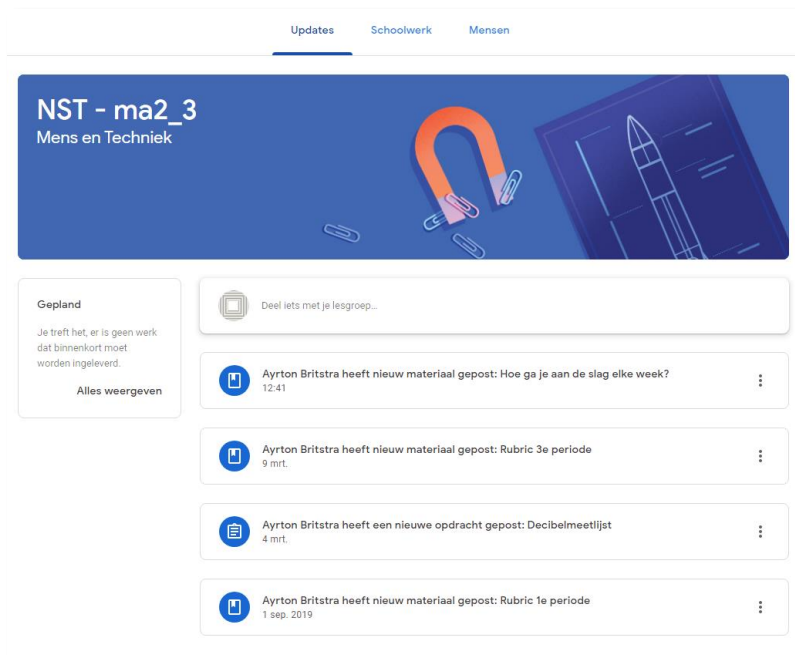 Updates
Schoolwerk
Mensen
NST - ma2_3
Mens en Techniek
Gepland
Je treft het, er is geen werk
dat binnenkort moet
worden ingeleverd.
Alles weergeven
Deel iets met je lesgroep...
Ayrton Britstra heeft nieuw materiaal gepost: Hoe ga je aan de slag elke week?
12:41
Ayrton Britstra heeft nieuw materiaal gepost: Rubric 3e periode
9 mrt.
Ayrton Britstra heeft een nieuwe opdracht gepost: Decibelmeetlijst
4 mrt.
Ayrton Britstra heeft nieuw materiaal gepost: Rubric 1e periode
1 sep. 2019